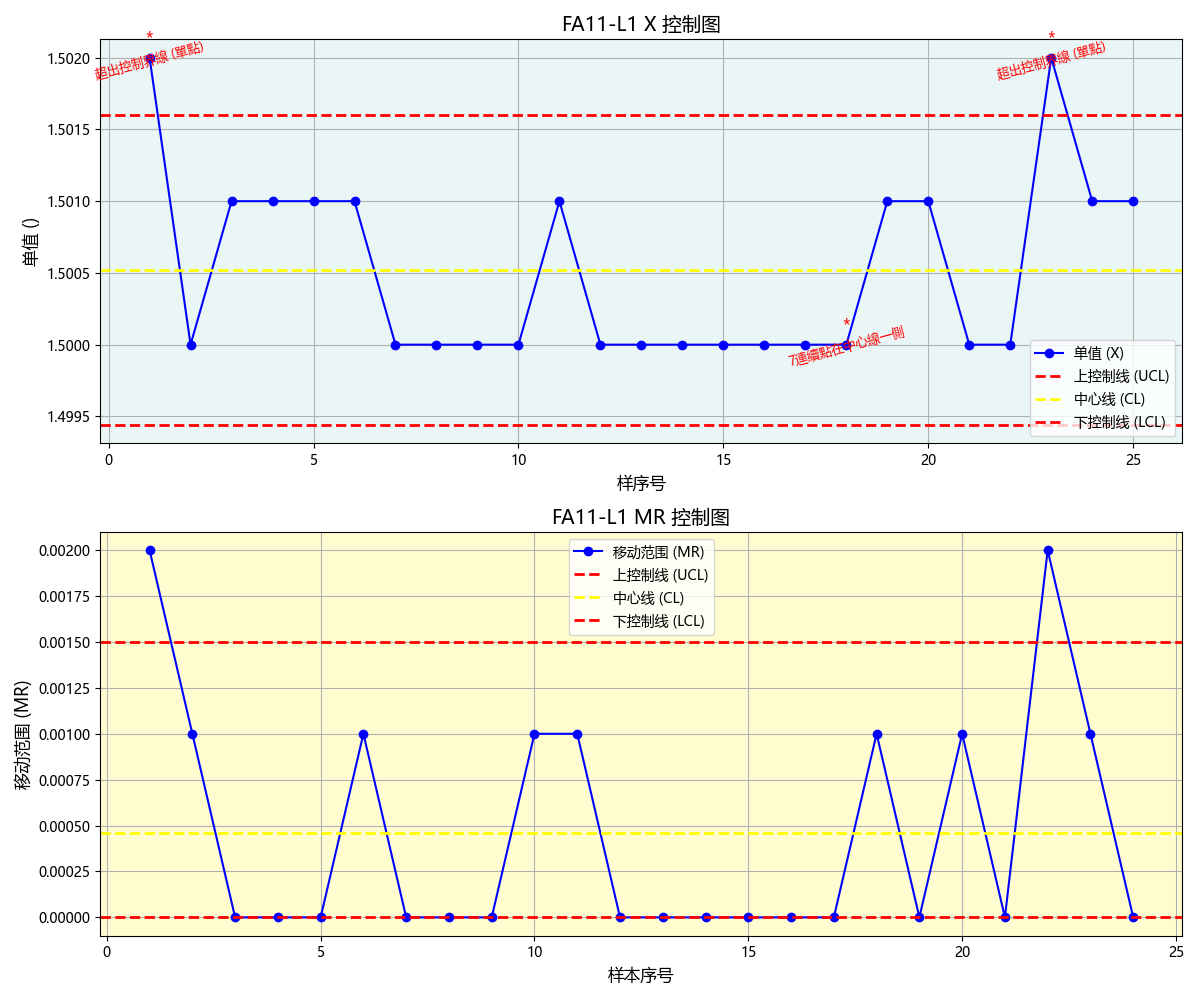 FA11-L1 X 控制图
单值 ()
1.5020
1.5015
1.5010
1.5005
1.5000
1.4995
*
超出控制界線 (單點)
*
超出控制界線 (單點)
*
7連續點在中心線一側
单值 (X)
上控制线 (UCL)
中心线 (CL)
下控制线 (LCL)
0 5 10 15 20 25
样序号
FA11-L1 MR 控制图
移动范围 (MR)
0.00200
0.00175
0.00150
0.00125
0.00100
0.00075
0.00050
0.00025
0.00000
移动范围 (MR)
上控制线 (UCL)
中心线 (CL)
下控制线 (LCL)
0 5 10 15 20 25
样本序号